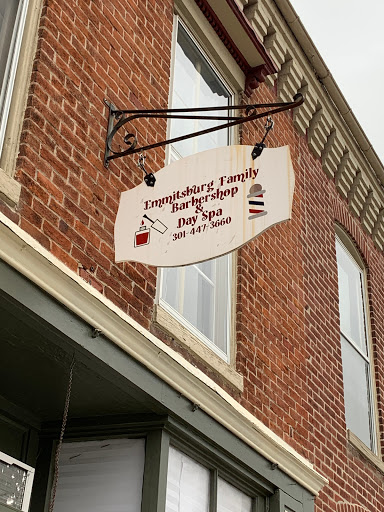 Emmitsburg Family
Barbershop
&
Day Spa
301-447-3660